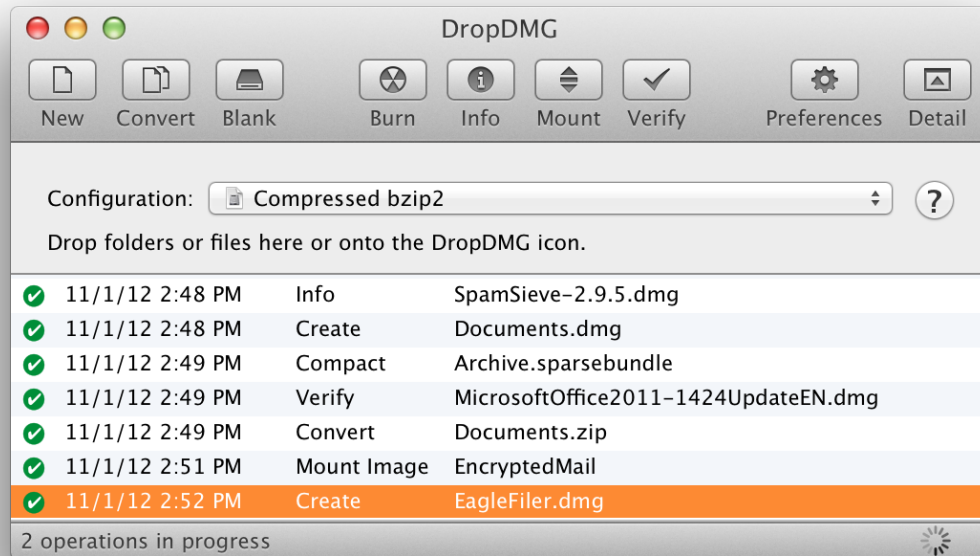 DropDMG
New Convert Blank Burn Info Mount Verify Preferences Detail
Configuration: Compressed bzip2 ?
Drop folders or files here or onto the DropDMG icon.
11/1/12 2:48 PM Info SpamSieve-2.9.5.dmg
11/1/12 2:48 PM Create Documents.dmg
11/1/12 2:49 PM Compact Archive.sparsebundle
11/1/12 2:49 PM Verify MicrosoftOffice2011-1424UpdateEN.dmg
11/1/12 2:49 PM Convert Documents.zip
11/1/12 2:51 PM Mount Image EncryptedMail
11/1/12 2:52 PM Create EagleFiler.dmg
2 operations in progress